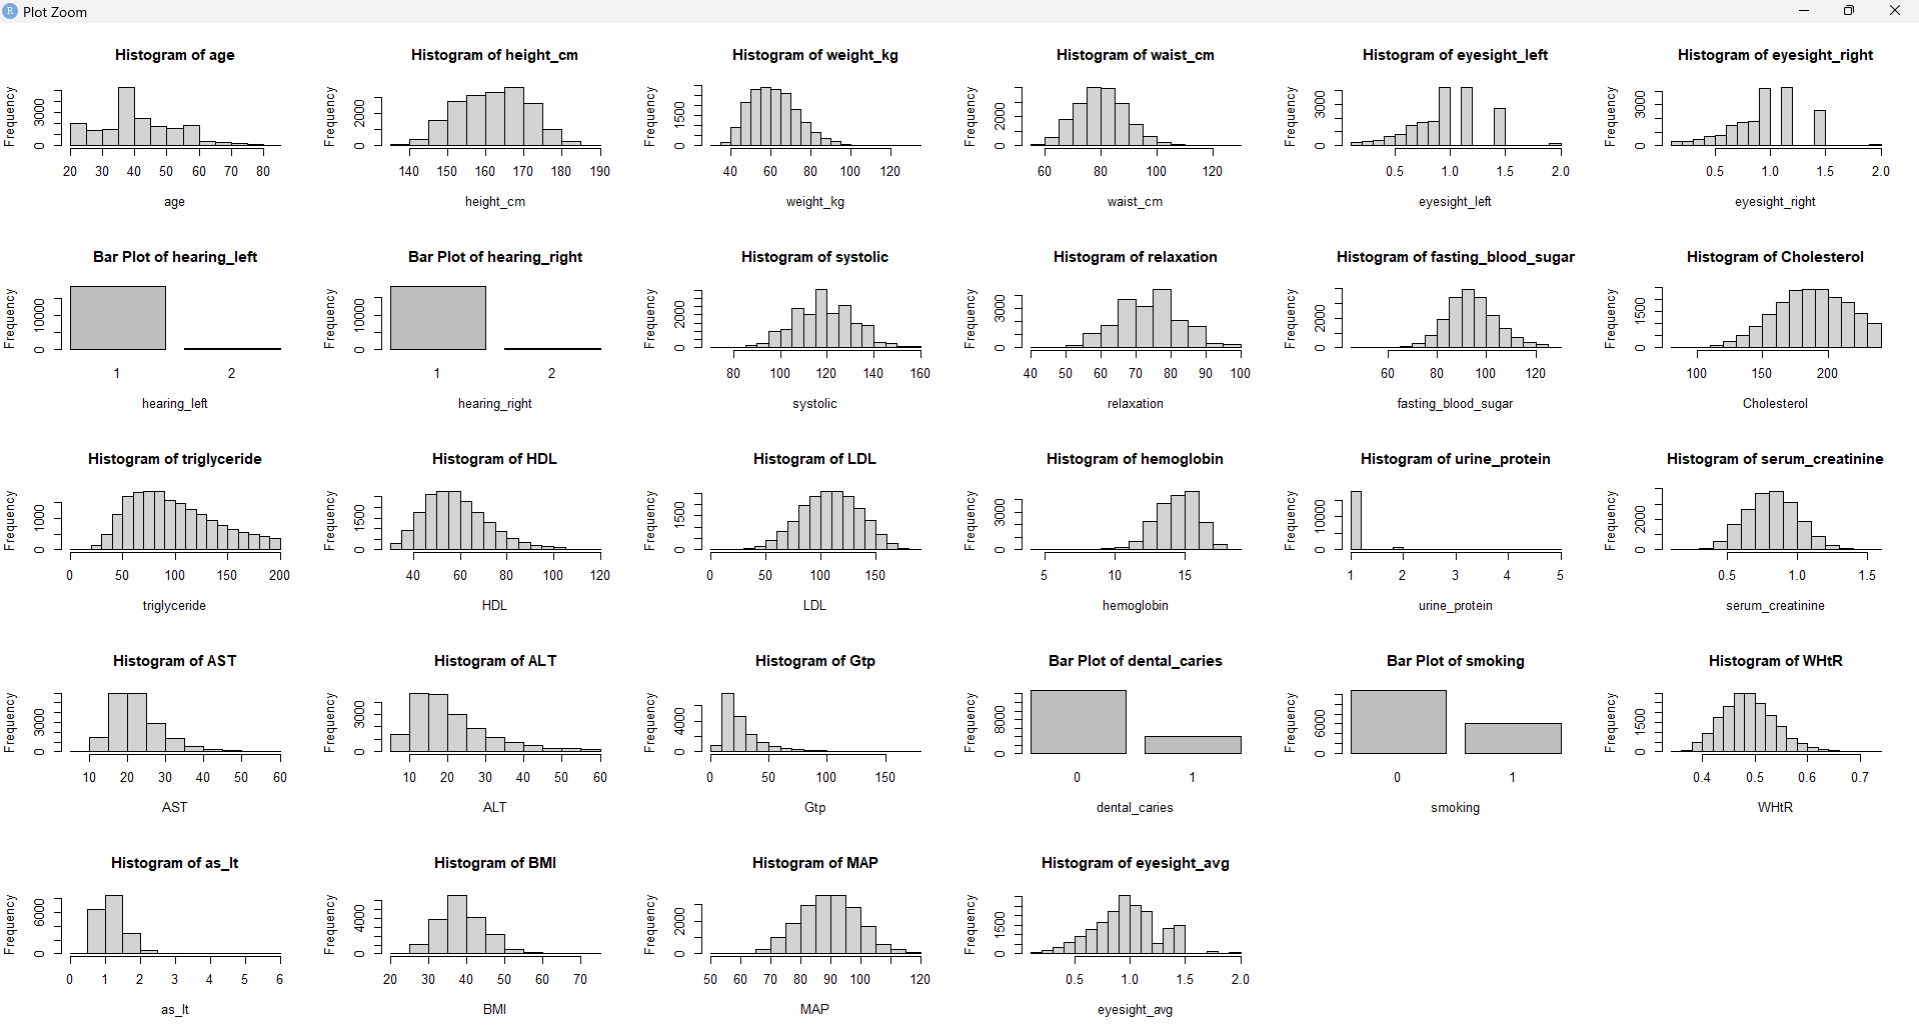 R Plot Zoom
Histogram of age
Frequency
0 3000
20 30 40 50 60 70 80
age
Histogram of height_cm
Frequency
0 2000
140 150 160 170 180 190
height_cm
Histogram of weight_kg
Frequency
0 1500
40 60 80 100 120
weight_kg
Histogram of waist_cm
Frequency
0 2000
60 80 100 120
waist_cm
Histogram of eyesight_left
Frequency
0 3000
0.5 1.0 1.5 2.0
eyesight_left
Histogram of eyesight_right
Frequency
0 3000
0.5 1.0 1.5 2.0
eyesight_right
Bar Plot of hearing_left
Frequency
0 10000
1 2
hearing_left
Bar Plot of hearing_right
Frequency
0 10000
1 2
hearing_right
Histogram of systolic
Frequency
0 2000
80 100 120 140 160
systolic
Histogram of relaxation
Frequency
0 3000
40 50 60 70 80 90 100
relaxation
Histogram of fasting_blood_sugar
Frequency
0 2000
60 80 100 120
fasting_blood_sugar
Histogram of Cholesterol
Frequency
0 1500
100 150 200
Cholesterol
Histogram of triglyceride
Frequency
0 1000
0 50 100 150 200
triglyceride
Histogram of HDL
Frequency
0 1500
40 60 80 100 120
HDL
Histogram of LDL
Frequency
0 1500
0 50 100 150
LDL
Histogram of hemoglobin
Frequency
0 3000
5 10 15
hemoglobin
Histogram of urine_protein
Frequency
0 10000
1 2 3 4 5
urine_protein
Histogram of serum_creatinine
Frequency
0 2000
0.5 1.0 1.5
serum_creatinine
Histogram of AST
Frequency
0 3000
10 20 30 40 50 60
AST
Histogram of ALT
Frequency
0 3000
10 20 30 40 50 60
ALT
Histogram of Gtp
Frequency
0 4000
0 50 100 150
Gtp
Bar Plot of dental_caries
Frequency
0 8000
0 1
dental_caries
Bar Plot of smoking
Frequency
0 6000
0 1
smoking
Histogram of WHtR
Frequency
0 1500
0.4 0.5 0.6 0.7
WHtR
Histogram of as_lt
Frequency
0 6000
0 1 2 3 4 5 6
as_lt
Histogram of BMI
Frequency
0 4000
20 30 40 50 60 70
BMI
Histogram of MAP
Frequency
0 2000
50 60 70 80 90 100 120
MAP
Histogram of eyesight_avg
Frequency
0 1500
0.5 1.0 1.5 2.0
eyesight_avg